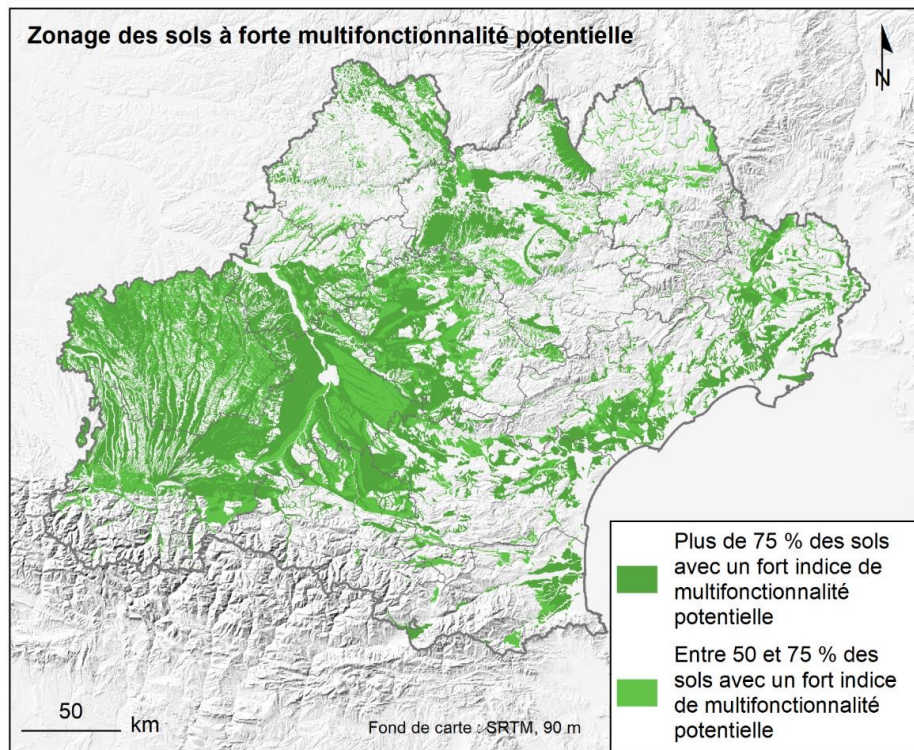 Zonage des sols à forte multifonctionnalité potentielle
N
Plus de 75 % des sols
avec un fort indice de
multifonctionnalité
potentielle
Entre 50 et 75 % des
sols avec un fort indice
de multifonctionnalité
potentielle
50
km
Fond de carte : SRTM, 90 m